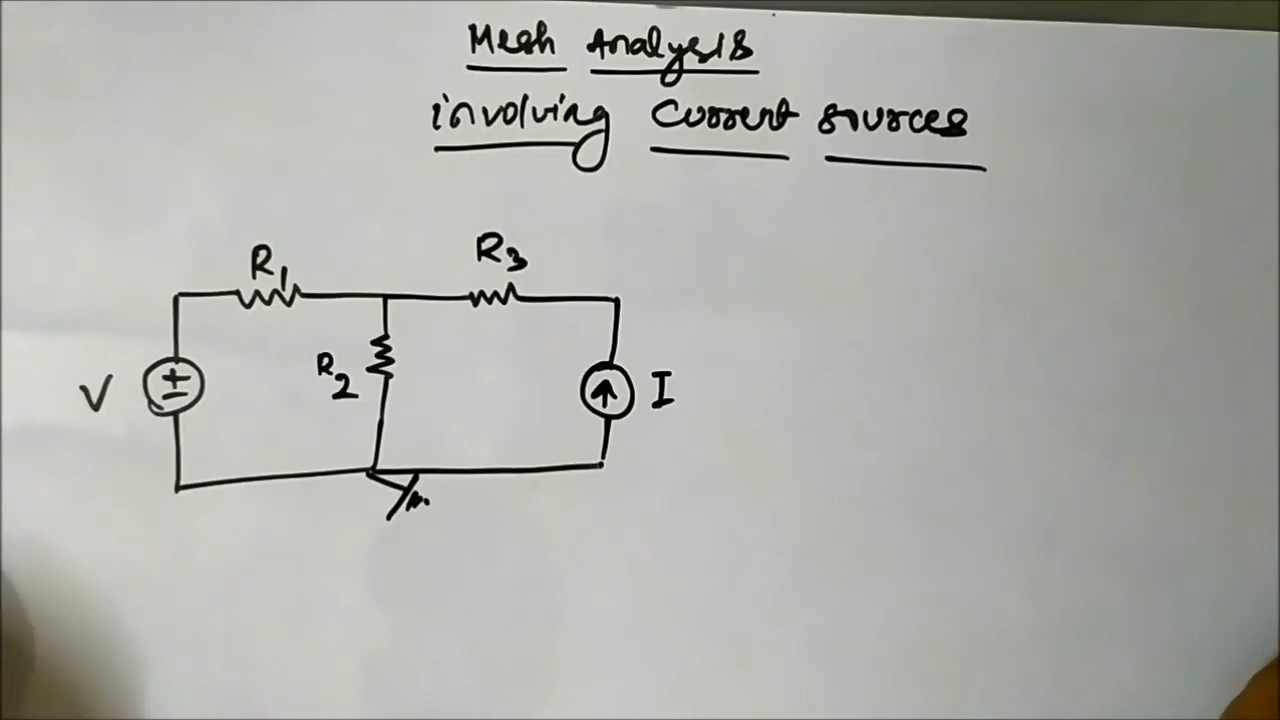 Mesh Analysis
involving Current sources
R1
R3
R2
V
+
−
I